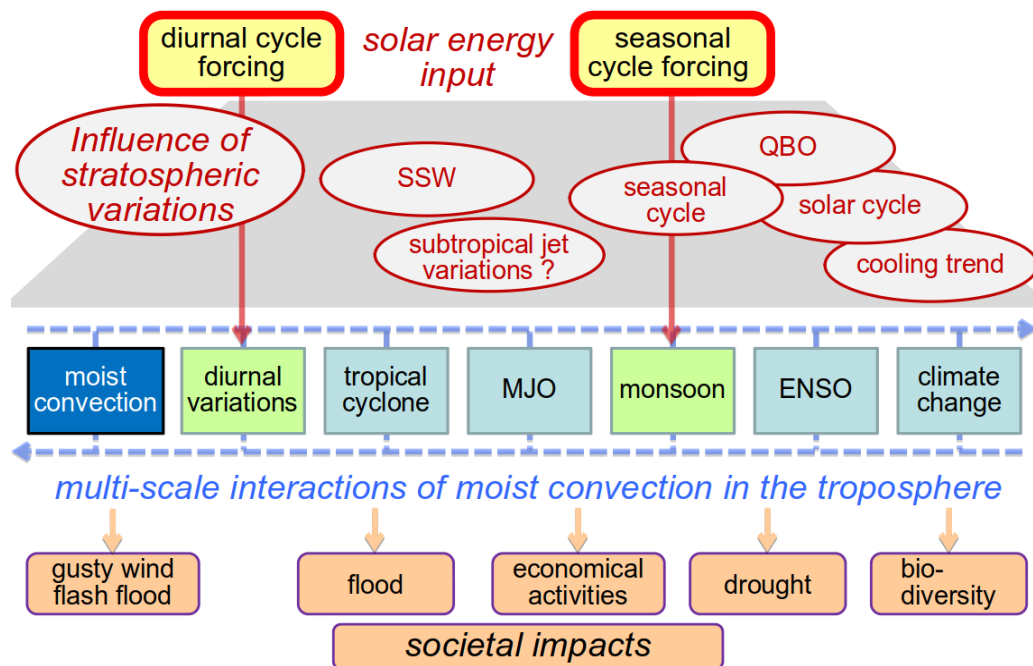 diurnal cycle
forcing
solar energy
input
seasonal
cycle forcing
Influence of
stratospheric
variations
SSW
subtropical jet
variations ?
seasonal
cycle
QBO
solar cycle
cooling trend
moist
convection
diurnal
variations
tropical
cyclone
MJO
monsoon
ENSO
climate
change
multi-scale interactions of moist convection in the troposphere
gusty wind
flash flood
flood
economical
activities
drought
bio-
diversity
societal impacts